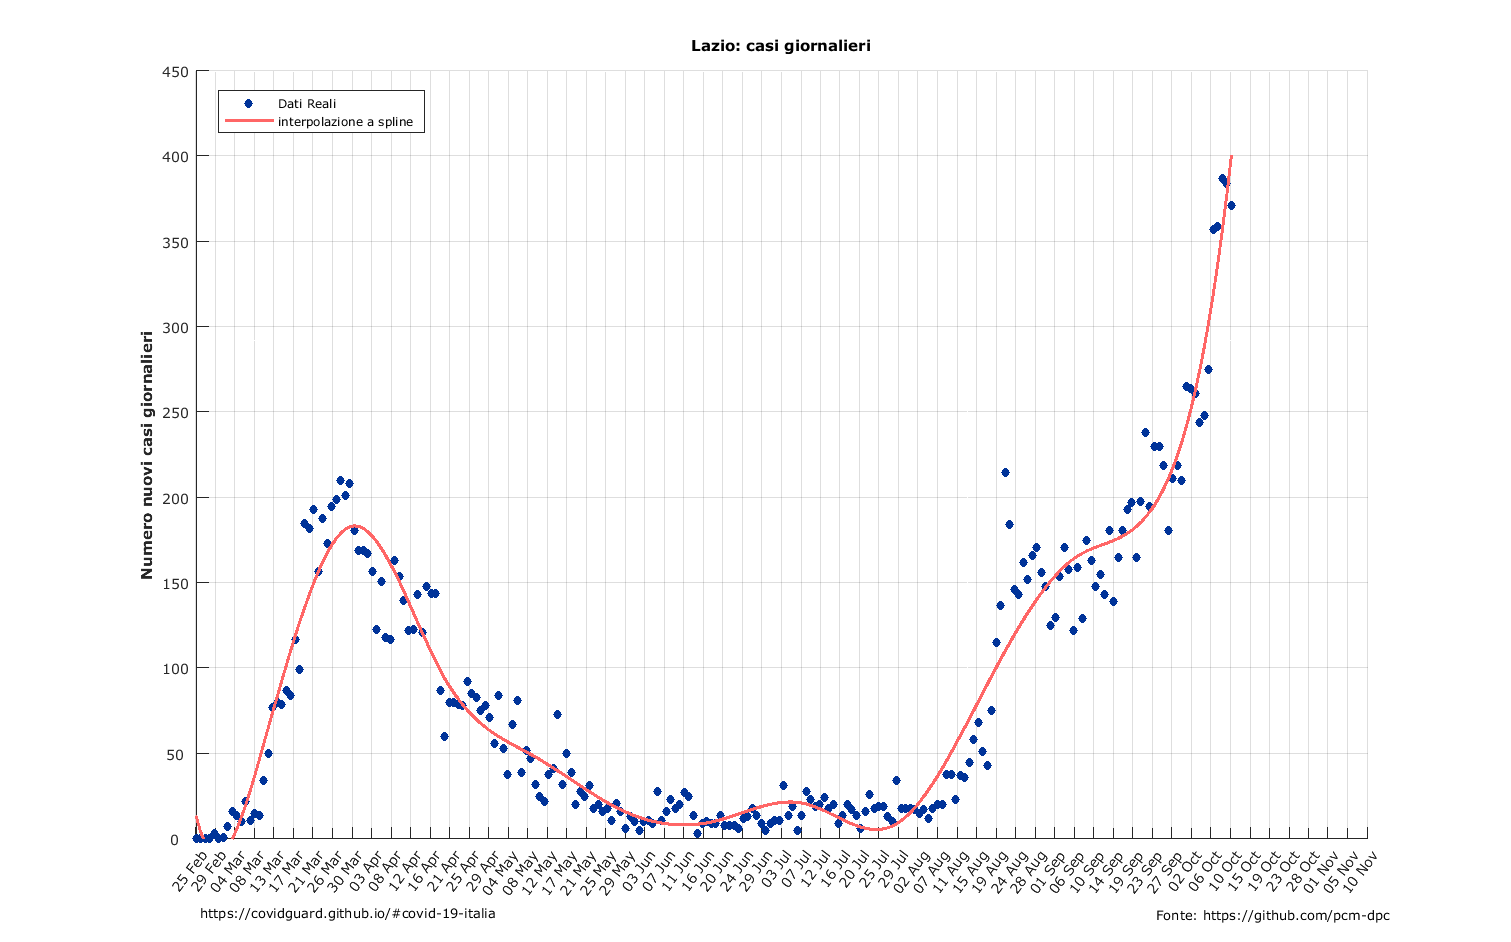 Lazio: casi giornalieri
Dati Reali
interpolazione a spline
Numero nuovi casi giornalieri
450
400
350
300
250
200
150
100
50
0
25 Feb
29 Feb
04 Mar
08 Mar
13 Mar
17 Mar
21 Mar
26 Mar
30 Mar
03 Apr
08 Apr
12 Apr
16 Apr
21 Apr
25 Apr
29 Apr
04 May
08 May
12 May
17 May
21 May
25 May
29 May
03 Jun
07 Jun
11 Jun
16 Jun
20 Jun
24 Jun
29 Jun
03 Jul
07 Jul
12 Jul
16 Jul
20 Jul
25 Jul
29 Jul
02 Aug
07 Aug
11 Aug
15 Aug
19 Aug
24 Aug
28 Aug
01 Sep
06 Sep
10 Sep
14 Sep
19 Sep
23 Sep
27 Sep
02 Oct
06 Oct
10 Oct
15 Oct
19 Oct
23 Oct
28 Oct
01 Nov
05 Nov
10 Nov
https://covidguard.github.io/#covid-19-italia
Fonte: https://github.com/pcm-dpc